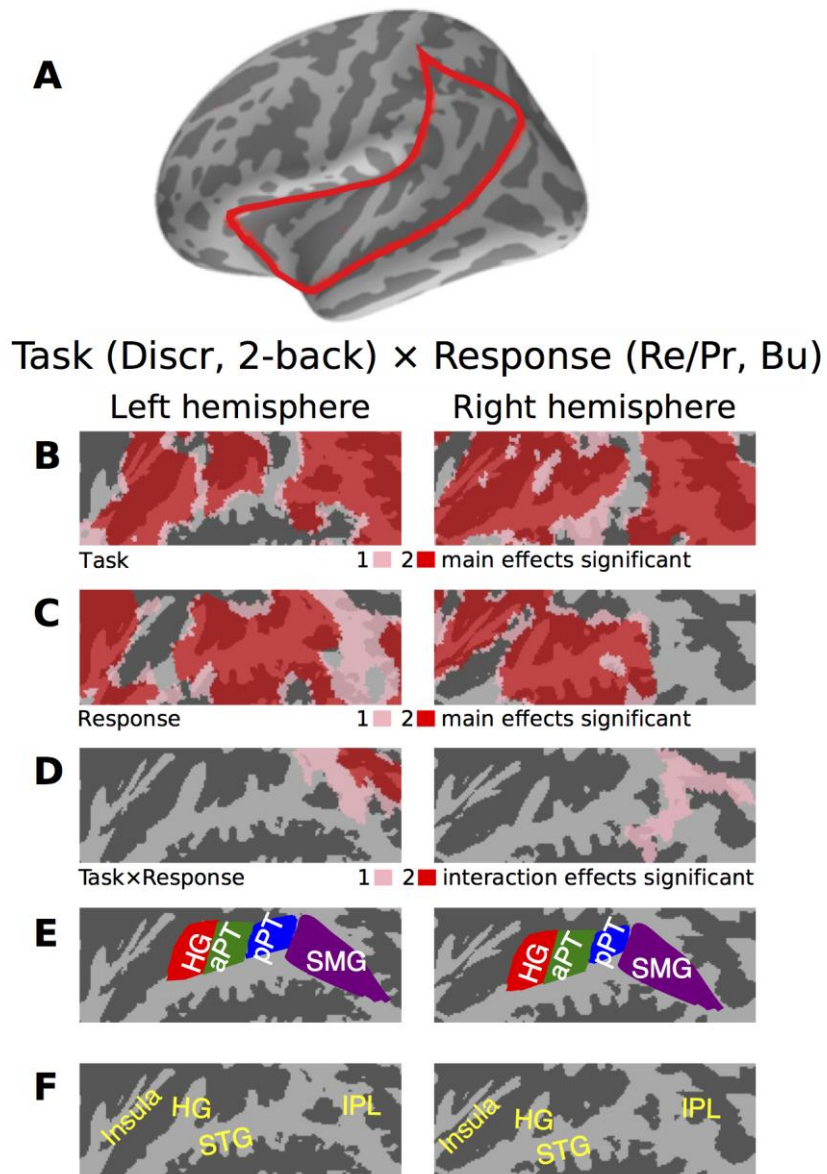 A
Task (Discr, 2-back) × Response (Re/Pr, Bu)
Left hemisphere Right hemisphere
B
Task 1 2 main effects significant
C
Response 1 2 main effects significant
D
Task×Response 1 2 interaction effects significant
E
HG aPT pPT SMG HG aPT pPT SMG
F
Insula HG STG IPL Insula HG STG IPL